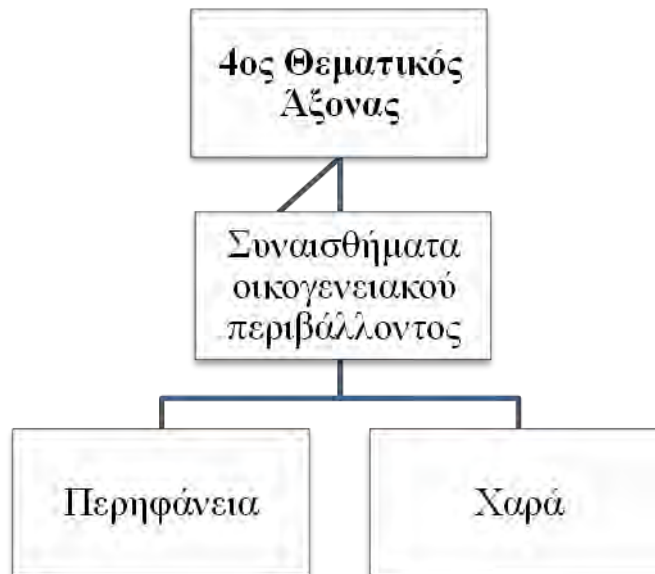 4ος Θεματικός
Άξονας
Συναισθήματα
οικογενειακού
περιβάλλοντος
Περηφάνεια
Χαρά